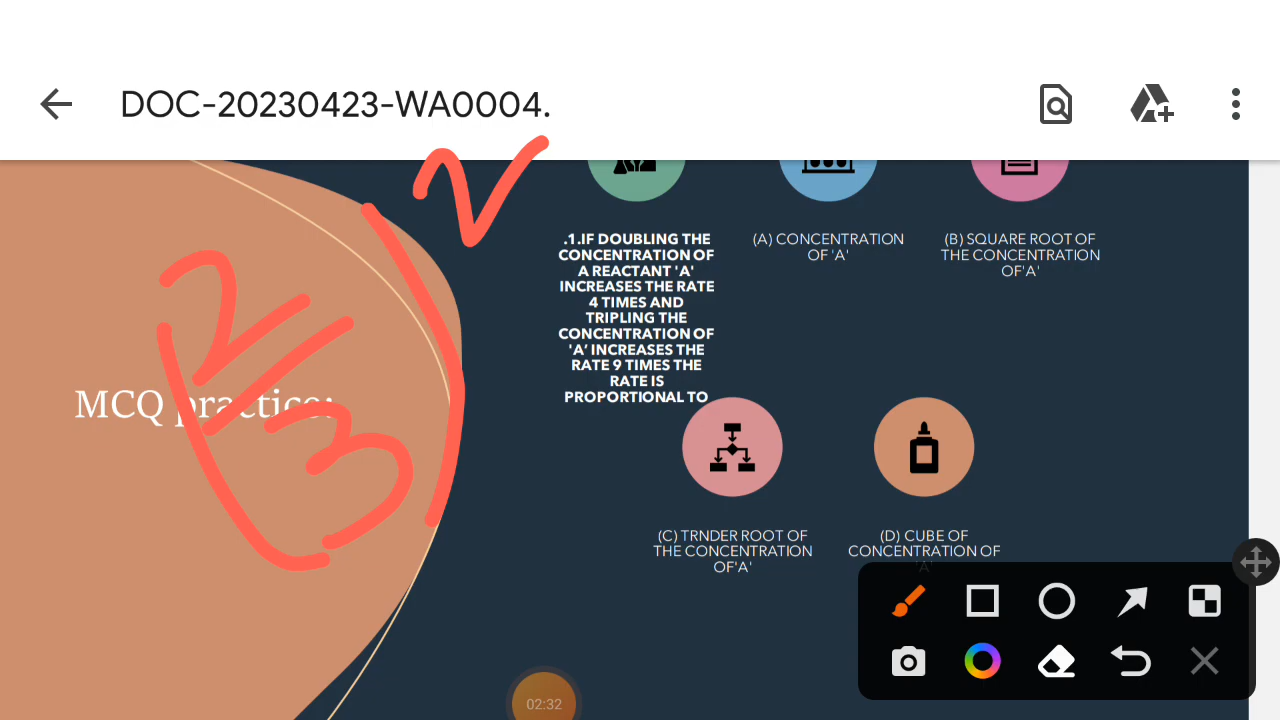 DOC-20230423-WA0004.
MCQ practice:
.1.IF DOUBLING THE
CONCENTRATION OF
A REACTANT 'A'
INCREASES THE RATE
4 TIMES AND
TRIPLING THE
CONCENTRATION OF
'A’ INCREASES THE
RATE 9 TIMES THE
RATE IS
PROPORTIONAL TO
(A) CONCENTRATION
OF 'A'
(B) SQUARE ROOT OF
THE CONCENTRATION
OF'A'
(C) TRNDER ROOT OF
THE CONCENTRATION
OF'A'
(D) CUBE OF
CONCENTRATION OF
'A'
02:32